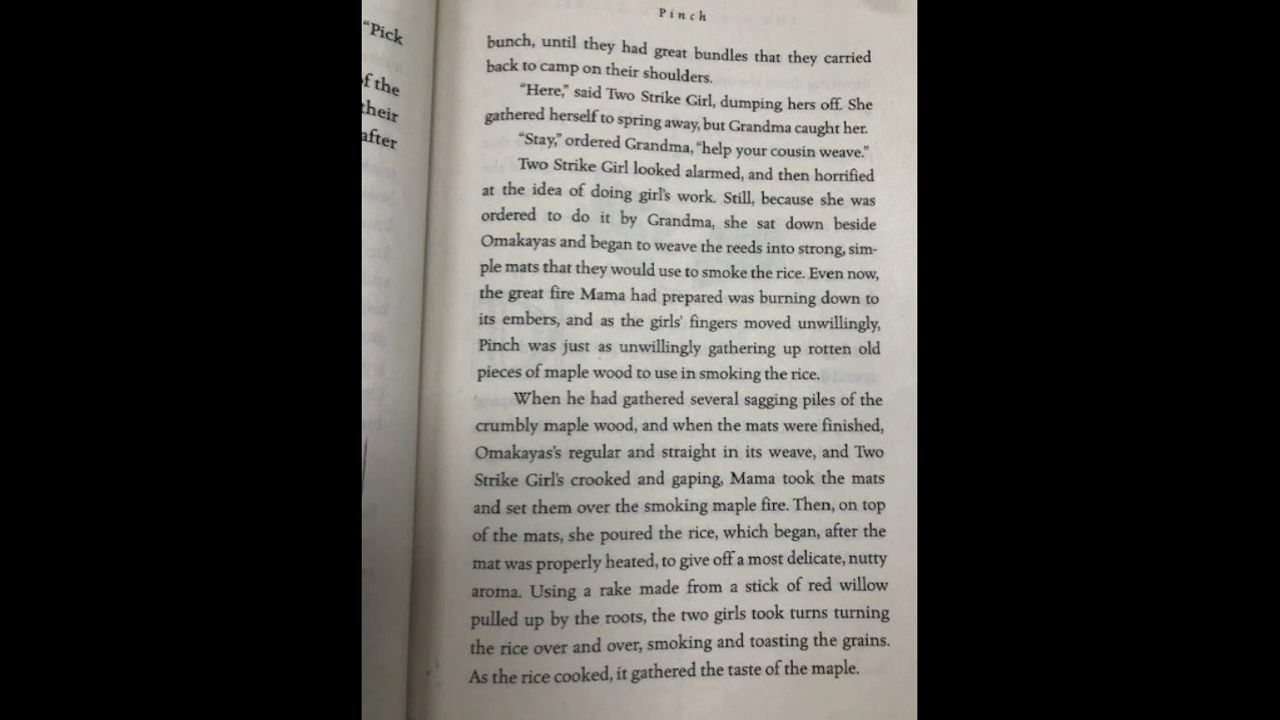 "Pick
of the
their
after
Pinch
bunch, until they had great bundles that they carried
back to camp on their shoulders.
"Here," said Two Strike Girl, dumping hers off. She
gathered herself to spring away, but Grandma caught her.
"Stay," ordered Grandma, "help your cousin weave."
Two Strike Girl looked alarmed, and then horrified
at the idea of doing girl's work. Still, because she was
ordered to do it by Grandma, she sat down beside
Omakayas and began to weave the reeds into strong, sim-
ple mats that they would use to smoke the rice. Even now,
the great fire Mama had prepared was burning down to
its embers, and as the girls' fingers moved unwillingly,
Pinch was just as unwillingly gathering up rotten old
pieces of maple wood to use in smoking the rice.
When he had gathered several sagging piles of the
crumbly maple wood, and when the mats were finished,
Omakayas's regular and straight in its weave, and Two
Strike Girl's crooked and gaping, Mama took the mats
and set them over the smoking maple fire. Then, on top
of the mats, she poured the rice, which began, after the
mat was properly heated, to give off a most delicate, nutty
aroma. Using a rake made from a stick of red willow
pulled up by the roots, the two girls took turns turning
the rice over and over, smoking and toasting the grains.
As the rice cooked, it gathered the taste of the maple.